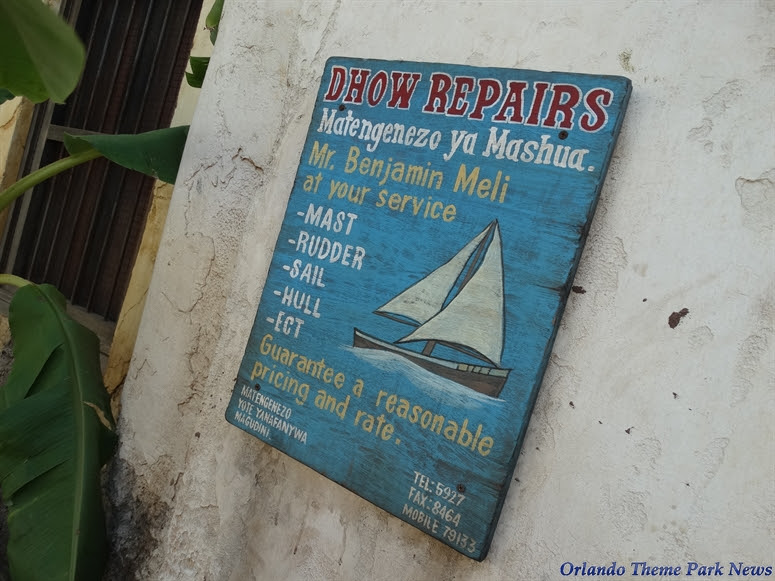 DHOW REPAIRS
Matengenezo ya Mashua.
Mr. Benjamin Meli
at your service
-MAST
-RUDDER
-SAIL
-HULL
-ECT
Guarantee a reasonable
pricing and rate.
MATENGENEZO
YOTE YANAFANYWA
MAGUDINI.
TEL: 5927
FAX: 8464
MOBILE 79133
Orlando Theme Park News